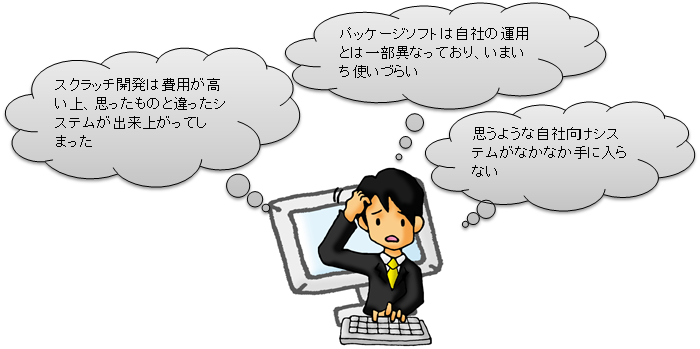 スクラッチ開発は費用が高
い上、思ったものと違ったシ
ステムが出来上がってし
まった
パッケージソフトは自社の運用
とは一部異なっており、いまい
ち使いづらい
思うような自社向けシス
テムがなかなか手に入ら
ない